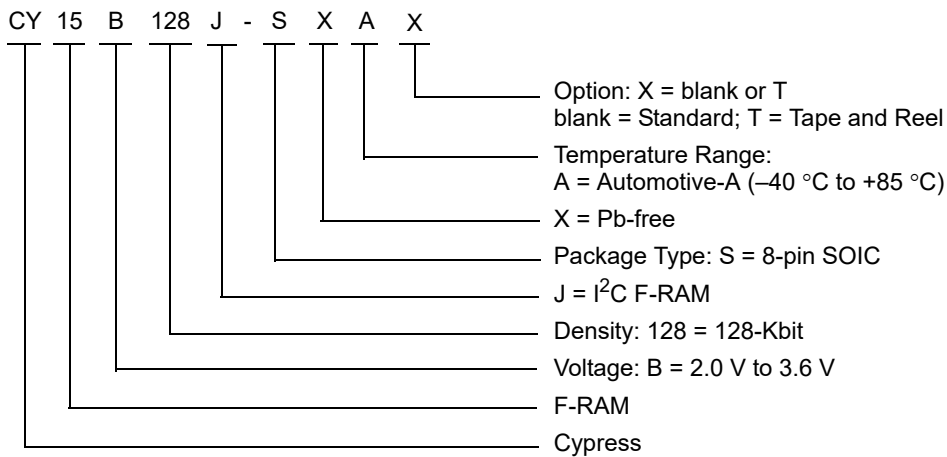 CY 15 B 128 J - S X A X
Option: X = blank or T
blank = Standard; T = Tape and Reel
Temperature Range:
A = Automotive-A (–40 °C to +85 °C)
X = Pb-free
Package Type: S = 8-pin SOIC
J = I²C F-RAM
Density: 128 = 128-Kbit
Voltage: B = 2.0 V to 3.6 V
F-RAM
Cypress